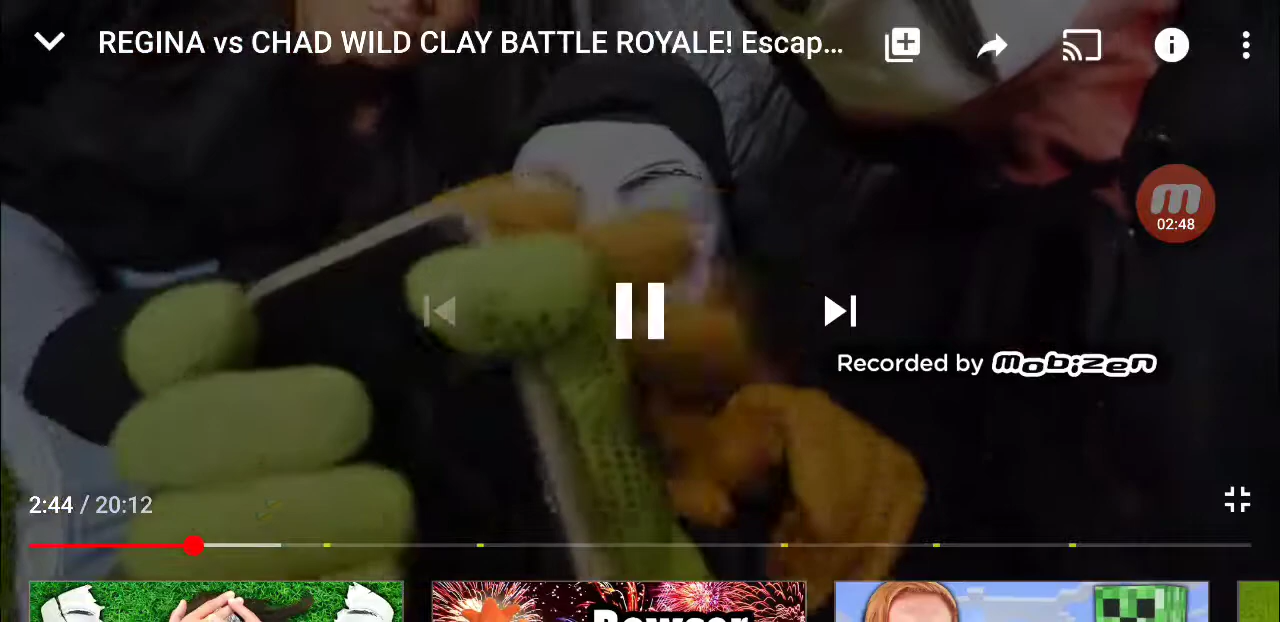 REGINA vs CHAD WILD CLAY BATTLE ROYALE! Escap...
m
02:48
Recorded by mobizen
2:44 / 20:12
Bowser